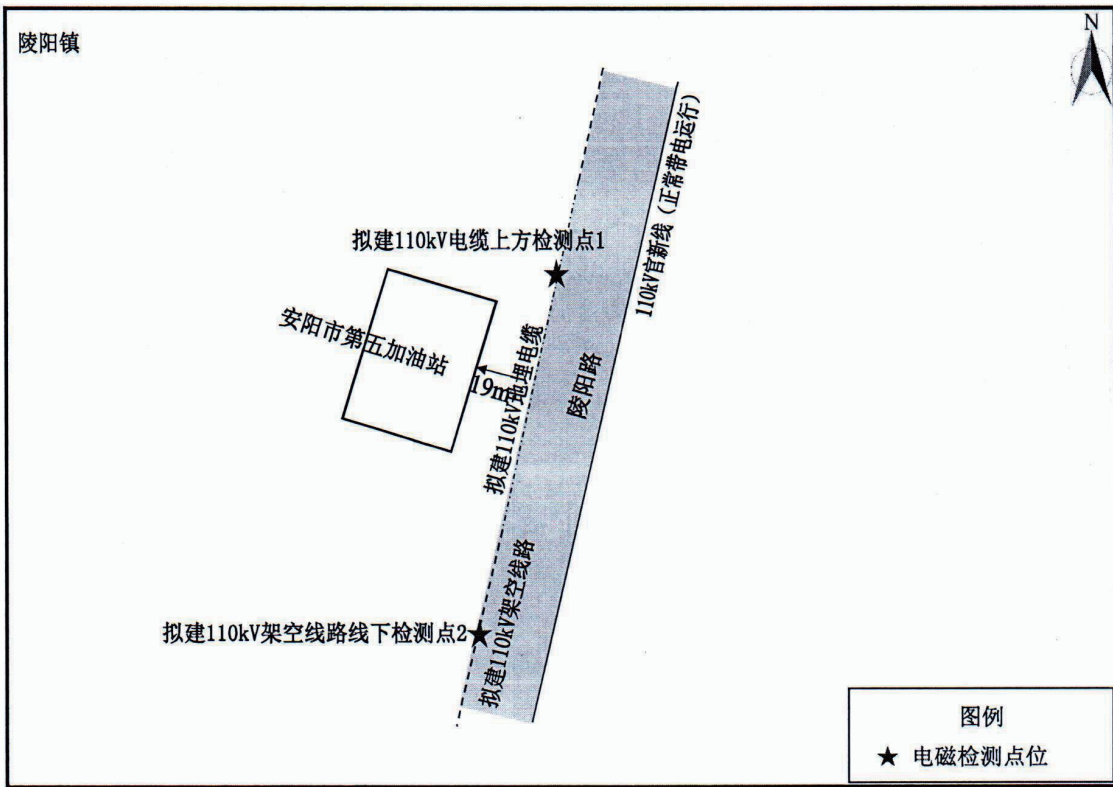 陵阳镇
N
110kV官新线（正常带电运行）
拟建110kV电缆上方检测点1
安阳市第五加油站
19m
拟建110kV地埋电缆
陵阳路
拟建110kV架空线路
拟建110kV架空线路线下检测点2
图例
★ 电磁检测点位